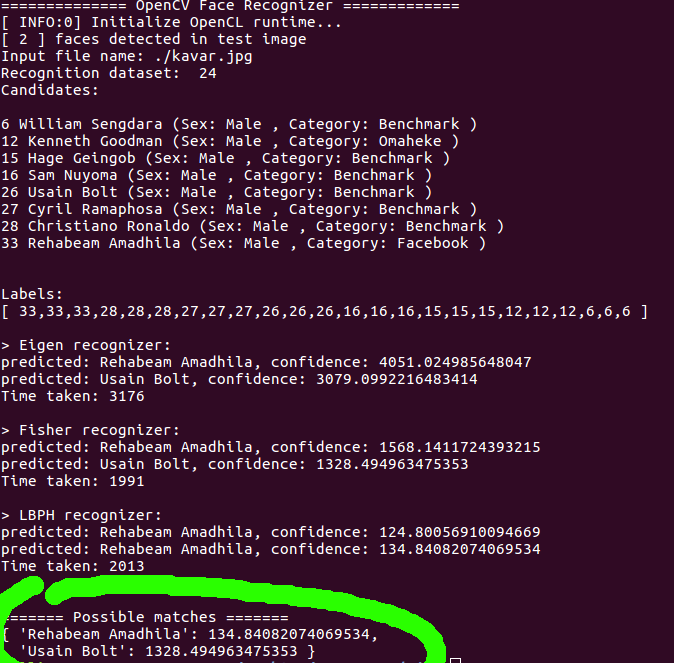 ============== OpenCV Face Recognizer =============
[ INFO:0] Initialize OpenCL runtime...
[ 2 ] faces detected in test image
Input file name: ./kavar.jpg
Recognition dataset:  24
Candidates:
6 William Sengdara (Sex: Male , Category: Benchmark )
12 Kenneth Goodman (Sex: Male , Category: Omaheke )
15 Hage Geingob (Sex: Male , Category: Benchmark )
16 Sam Nuyoma (Sex: Male , Category: Benchmark )
26 Usain Bolt (Sex: Male , Category: Benchmark )
27 Cyril Ramaphosa (Sex: Male , Category: Benchmark )
28 Christiano Ronaldo (Sex: Male , Category: Benchmark )
33 Rehabeam Amadhila (Sex: Male , Category: Facebook )
Labels:
[ 33,33,33,28,28,28,27,27,27,26,26,26,16,16,16,15,15,15,12,12,12,6,6,6 ]
> Eigen recognizer:
predicted: Rehabeam Amadhila, confidence: 4051.024985648047
predicted: Usain Bolt, confidence: 3079.0992216483414
Time taken: 3176
> Fisher recognizer:
predicted: Rehabeam Amadhila, confidence: 1568.1411724393215
predicted: Usain Bolt, confidence: 1328.494963475353
Time taken: 1991
> LBPH recognizer:
predicted: Rehabeam Amadhila, confidence: 124.80056910094669
predicted: Rehabeam Amadhila, confidence: 134.84082074069534
Time taken: 2013
====== Possible matches =======
{ 'Rehabeam Amadhila': 134.84082074069534,
'Usain Bolt': 1328.494963475353 }